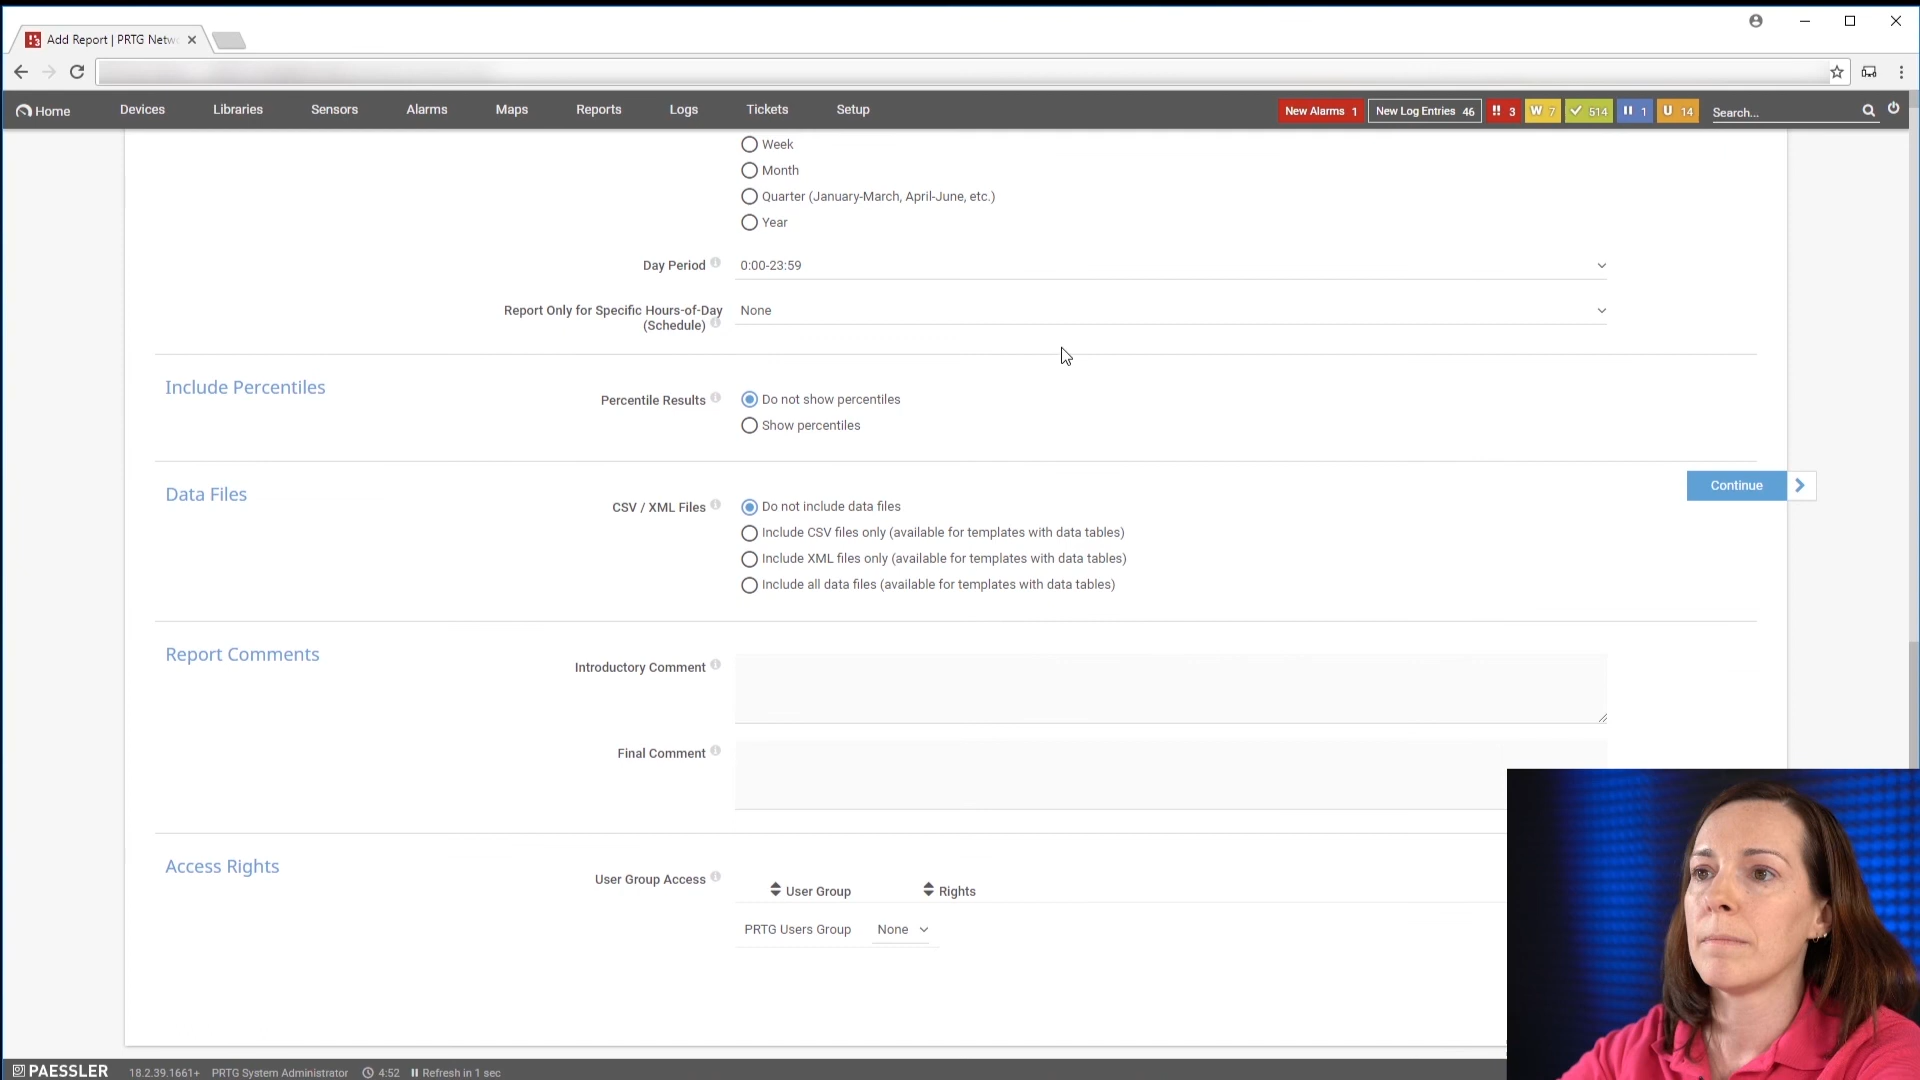 Add Report | PRTG Netw
Home
Devices
Libraries
Sensors
Alarms
Maps
Reports
Logs
Tickets
Setup
New Alarms 1
New Log Entries 46
!! 3
W 7
514
1
U 14
Search...
Week
Month
Quarter (January-March, April-June, etc.)
Year
Day Period
0:00-23:59
Report Only for Specific Hours-of-Day
(Schedule)
None
Include Percentiles
Percentile Results
Do not show percentiles
Show percentiles
Data Files
CSV / XML Files
Do not include data files
Include CSV files only (available for templates with data tables)
Include XML files only (available for templates with data tables)
Include all data files (available for templates with data tables)
Continue
Report Comments
Introductory Comment
Final Comment
Access Rights
User Group Access
User Group
Rights
PRTG Users Group
None
PAESSLER
18.2.39.1661+
PRTG System Administrator
4:52
Refresh in 1 sec